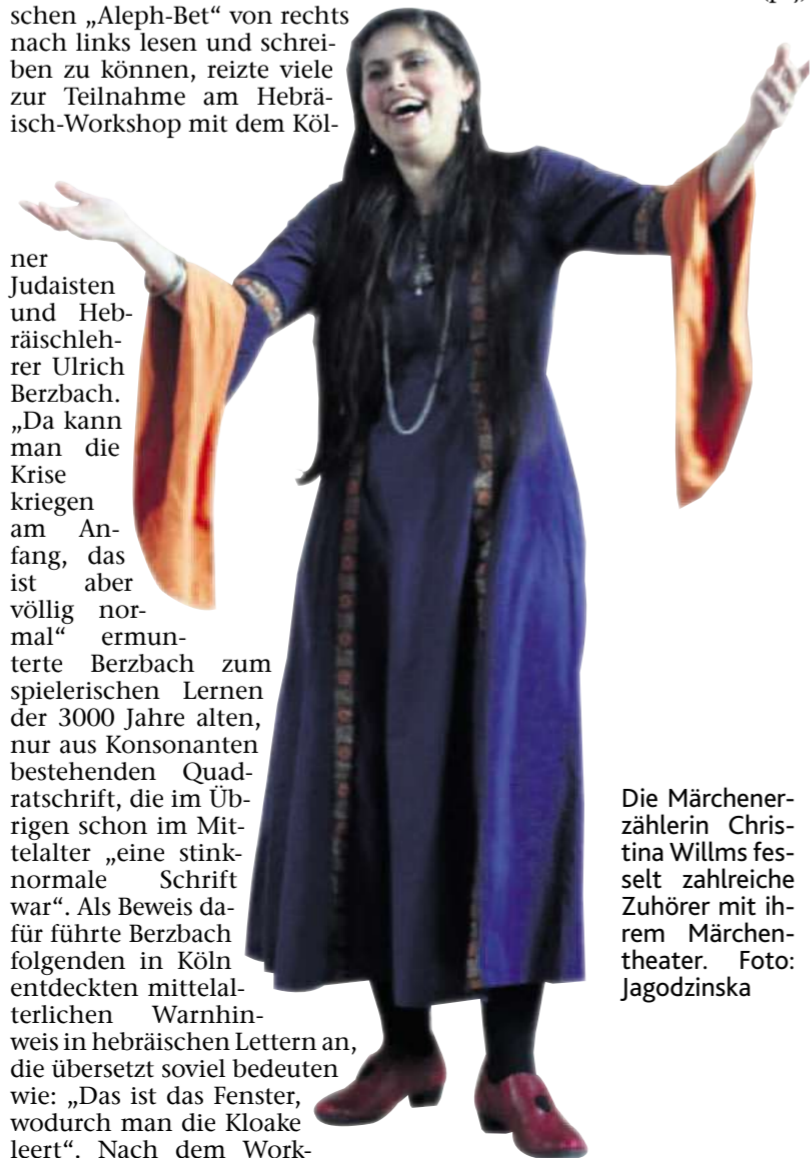 schen „Aleph-Bet“ von rechts
nach links lesen und schrei-
ben zu können, reizte viele
zur Teilnahme am Hebrä-
isch-Workshop mit dem Köl-
ner
Judaisten
und Heb-
räischleh-
rer Ulrich
Berzbach.
„Da kann
man die
Krise
kriegen
am An-
fang, das
ist aber
völlig nor-
mal“ ermun-
terte Berzbach zum
spielerischen Lernen
der 3000 Jahre alten,
nur aus Konsonanten
bestehenden Quad-
ratschrift, die im Üb-
rigen schon im Mit-
telalter „eine stink-
normale Schrift
war“. Als Beweis da-
für führte Berzbach
folgenden in Köln
entdeckten mittelal-
terlichen Warnhin-
weis in hebräischen Lettern an,
die übersetzt soviel bedeuten
wie: „Das ist das Fenster,
wodurch man die Kloake
leert“. Nach dem Work-
Die Märchener-
zählerin Chris-
tina Willms fes-
selt zahlreiche
Zuhörer mit ih-
rem Märchen-
theater. Foto:
Jagodzinska